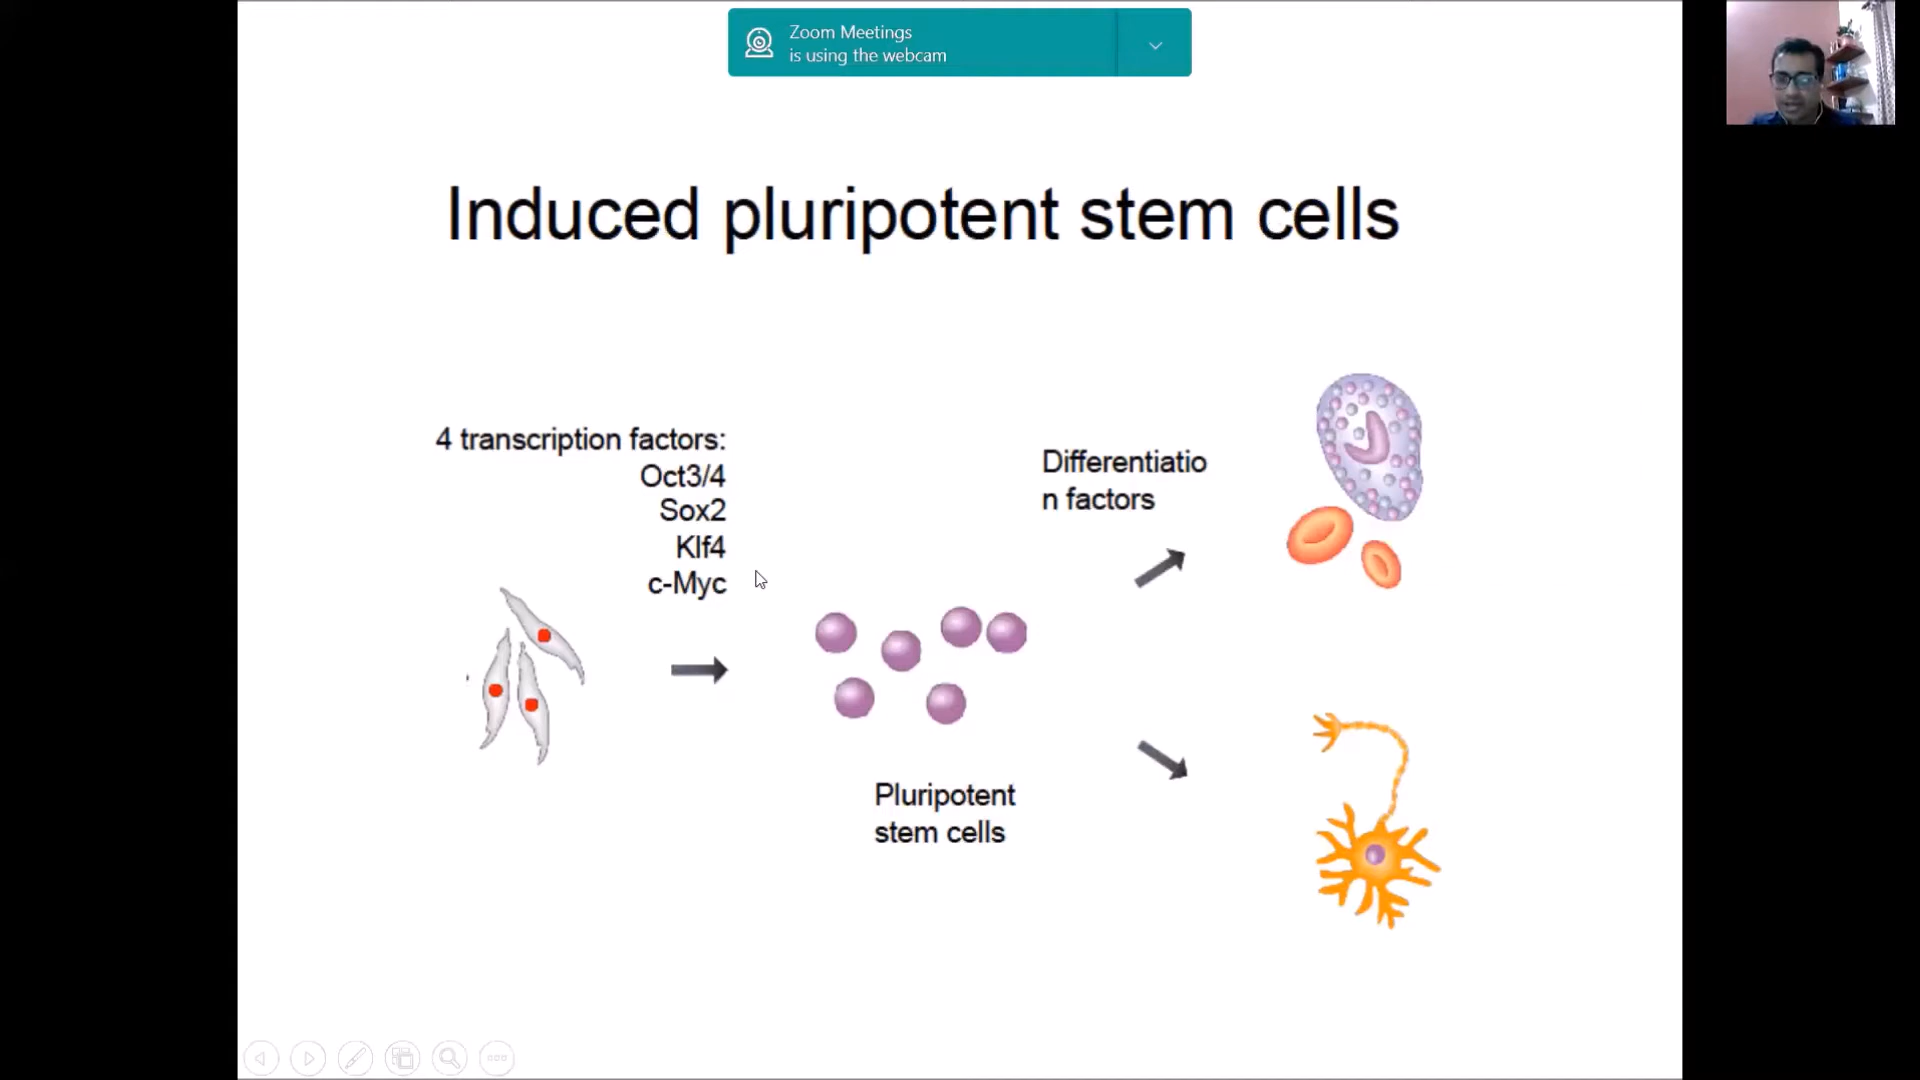 Zoom Meetings
is using the webcam
Induced pluripotent stem cells
4 transcription factors:
Oct3/4
Sox2
Klf4
c-Myc
Differentiatio
n factors
Pluripotent
stem cells